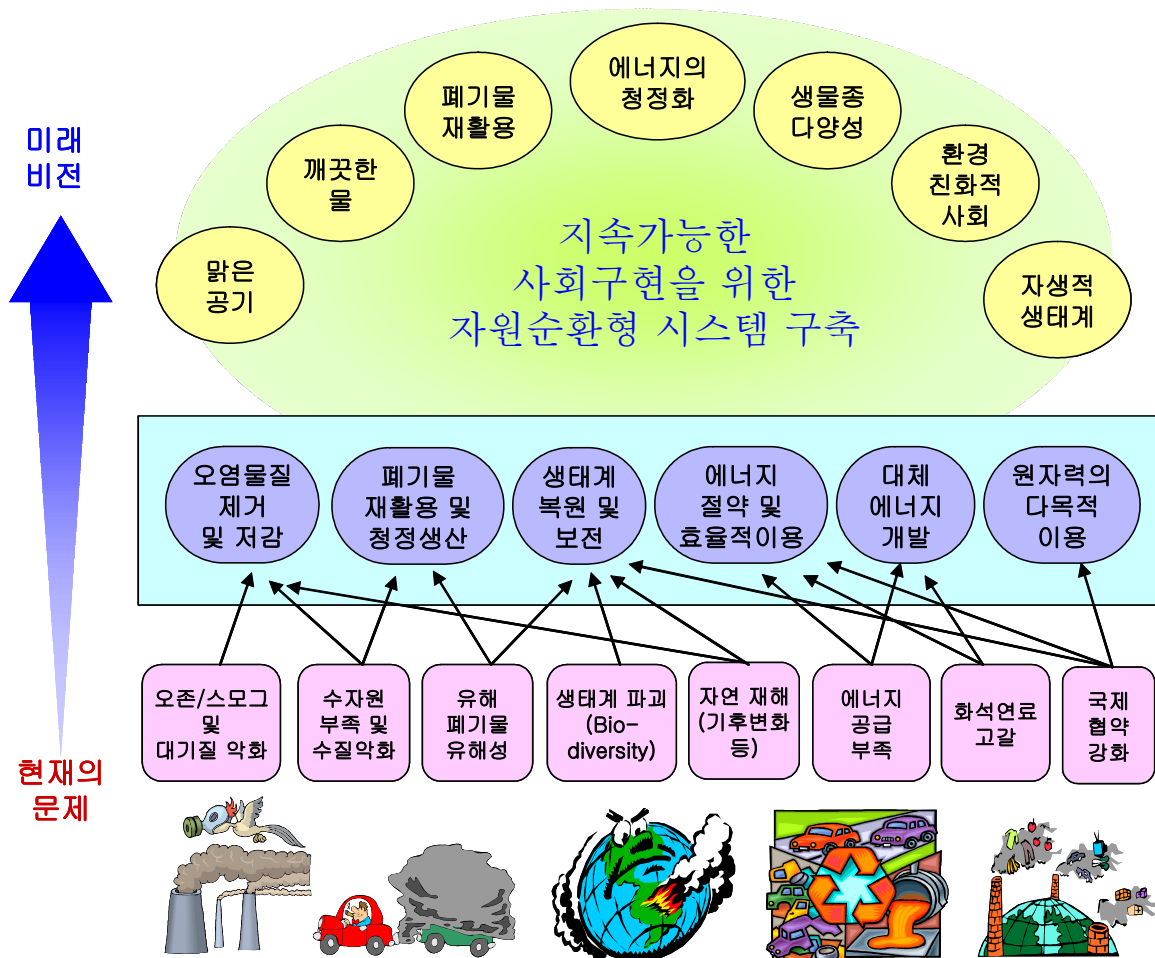 미래
비전
에너지의
청정화
폐기물
재활용
생물종
다양성
깨끗한
물
환경
친화적
사회
맑은
공기
자생적
생태계
지속가능한
사회구현을 위한
자원순환형 시스템 구축
오염물질
제거
및 저감
폐기물
재활용 및
청정생산
생태계
복원 및
보전
에너지
절약 및
효율적이용
대체
에너지
개발
원자력의
다목적
이용
오존/스모그
및
대기질 악화
수자원
부족 및
수질악화
유해
폐기물
유해성
생태계 파괴
(Bio-
diversity)
자연 재해
(기후변화
등)
에너지
공급
부족
화석연료
고갈
국제
협약
강화
현재의
문제